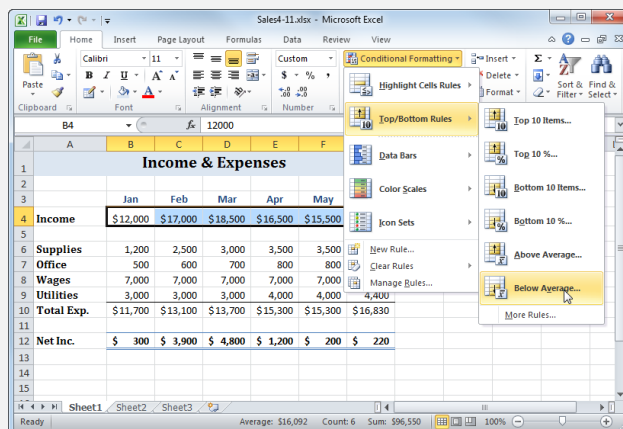 Sales4-11.xlsx - Microsoft Excel
File Home Insert Page Layout Formulas Data Review View
Calibri 11 Custom Conditional Formatting Insert Σ
Paste B I U A A $ % , Delete
.0 .00 .00 .0 Format Sort & Filter Find & Select
Clipboard Font Alignment Number
B4 fx 12000
A B C D E F
1 Income & Expenses
2
3 Jan Feb Mar Apr May
4 Income $12,000 $17,000 $18,500 $16,500 $15,500
5
6 Supplies 1,200 2,500 3,000 3,500 3,500
7 Office 500 600 700 800 800
8 Wages 7,000 7,000 7,000 7,000 7,000
9 Utilities 3,000 3,000 3,000 4,000 4,000 4,400
10 Total Exp. $11,700 $13,100 $13,700 $15,300 $15,300 $16,830
11
12 Net Inc. $ 300 $ 3,900 $ 4,800 $ 1,200 $ 200 $ 220
13
14
15
Highlight Cells Rules
Top/Bottom Rules
Data Bars
Color Scales
Icon Sets
New Rule...
Clear Rules
Manage Rules...
Top 10 Items...
Top 10 %...
Bottom 10 Items...
Bottom 10 %...
Above Average...
Below Average...
More Rules...
Sheet1 Sheet2 Sheet3
Ready Average: $16,092 Count: 6 Sum: $96,550 100%